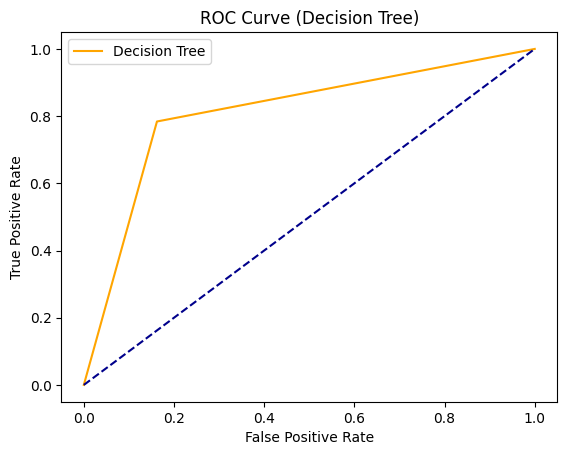 ROC Curve (Decision Tree)
Decision Tree
True Positive Rate
1.0
0.8
0.6
0.4
0.2
0.0
0.0 0.2 0.4 0.6 0.8 1.0
False Positive Rate